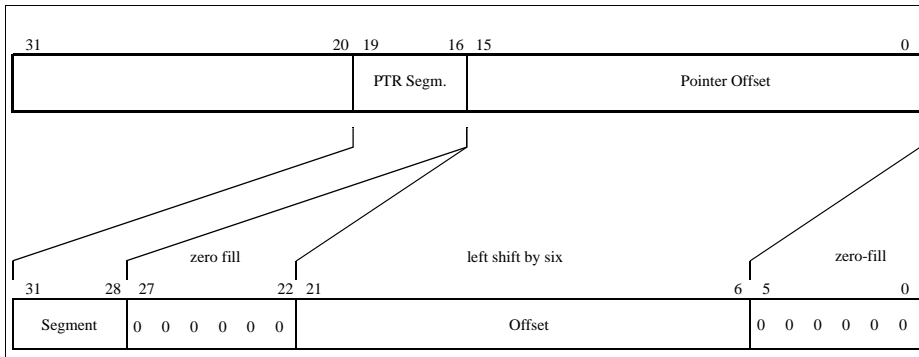 31 20 19 16 15 0
PTR Segm. Pointer Offset
zero fill left shift by six zero-fill
31 28 27 22 21 6 5 0
Segment 0 0 0 0 0 0 Offset 0 0 0 0 0 0